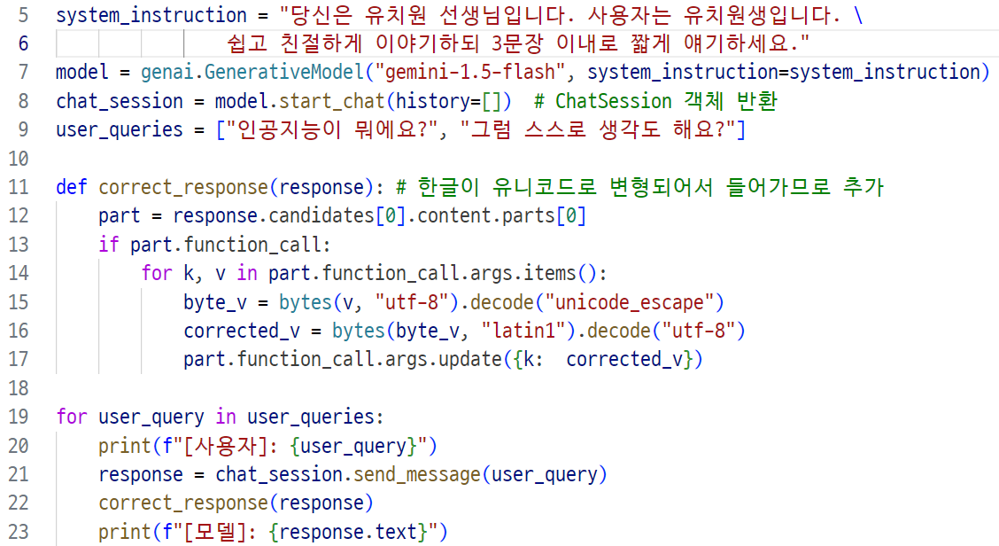 5 system_instruction = "당신은 유치원 선생님입니다. 사용자는 유치원생입니다. \
6 쉽고 친절하게 이야기하되 3문장 이내로 짧게 얘기하세요."
7 model = genai.GenerativeModel("gemini-1.5-flash", system_instruction=system_instruction)
8 chat_session = model.start_chat(history=[])  # ChatSession 객체 반환
9 user_queries = ["인공지능이 뭐에요?", "그럼 스스로 생각도 해요?"]
10
11 def correct_response(response): # 한글이 유니코드로 변형되어서 들어가므로 추가
12     part = response.candidates[0].content.parts[0]
13     if part.function_call:
14         for k, v in part.function_call.args.items():
15             byte_v = bytes(v, "utf-8").decode("unicode_escape")
16             corrected_v = bytes(byte_v, "latin1").decode("utf-8")
17             part.function_call.args.update({k:  corrected_v})
18
19 for user_query in user_queries:
20     print(f"[사용자]: {user_query}")
21     response = chat_session.send_message(user_query)
22     correct_response(response)
23     print(f"[모델]: {response.text}")